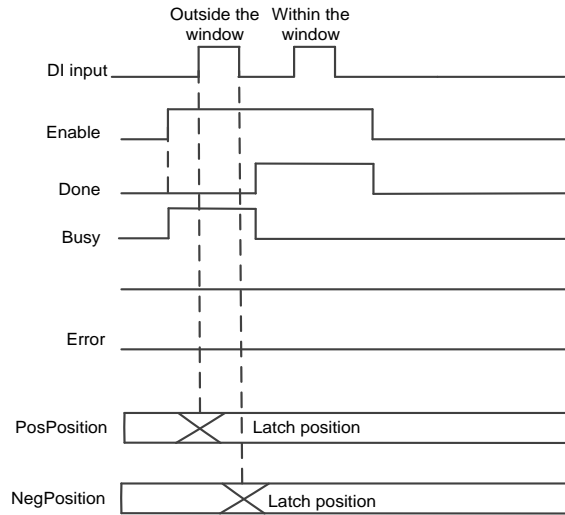 Outside the
window
Within the
window
DI input
Enable
Done
Busy
Error
PosPosition
Latch position
NegPosition
Latch position